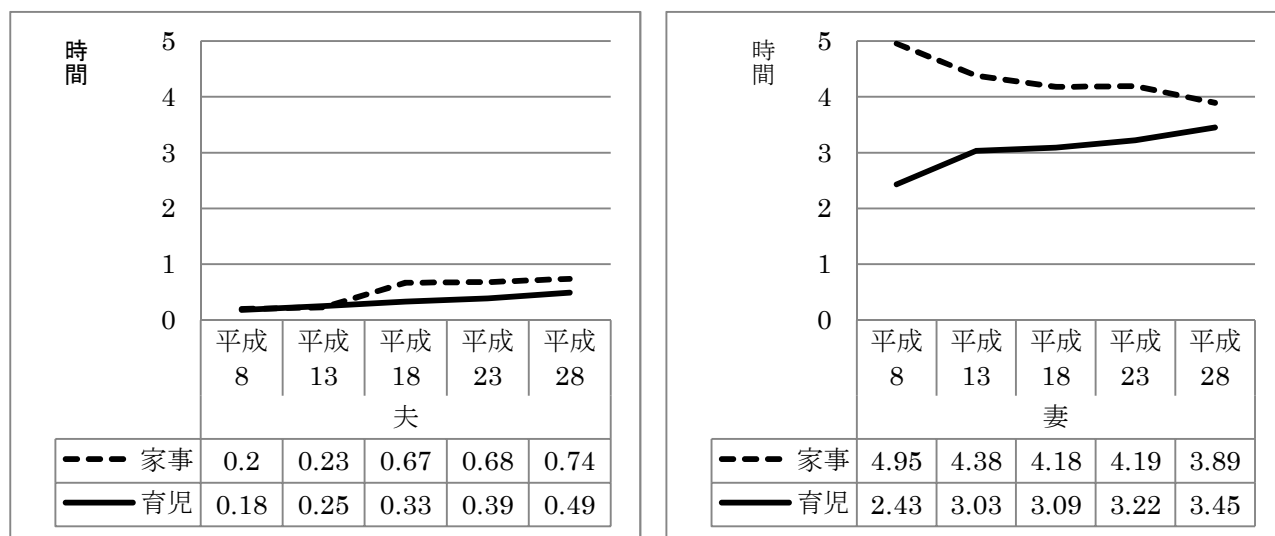 時間
5
4
3
2
1
0
平成 平成 平成 平成 平成
8 13 18 23 28
夫
家事 0.2 0.23 0.67 0.68 0.74
育児 0.18 0.25 0.33 0.39 0.49
時間
5
4
3
2
1
0
平成 平成 平成 平成 平成
8 13 18 23 28
妻
家事 4.95 4.38 4.18 4.19 3.89
育児 2.43 3.03 3.09 3.22 3.45